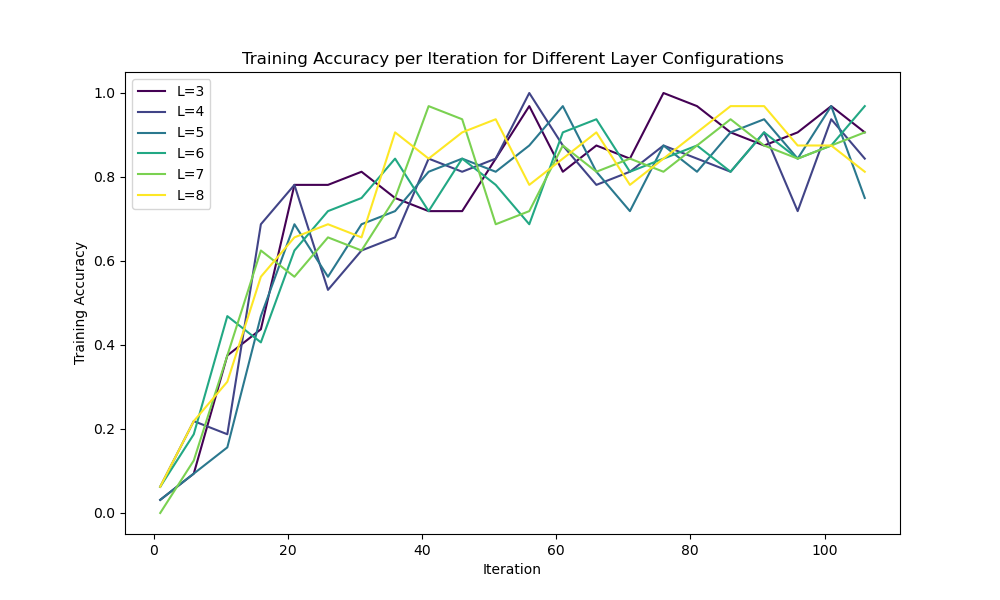 Training Accuracy per Iteration for Different Layer Configurations
L=3
L=4
L=5
L=6
L=7
L=8
1.0
0.8
0.6
0.4
0.2
0.0
Training Accuracy
0 20 40 60 80 100
Iteration